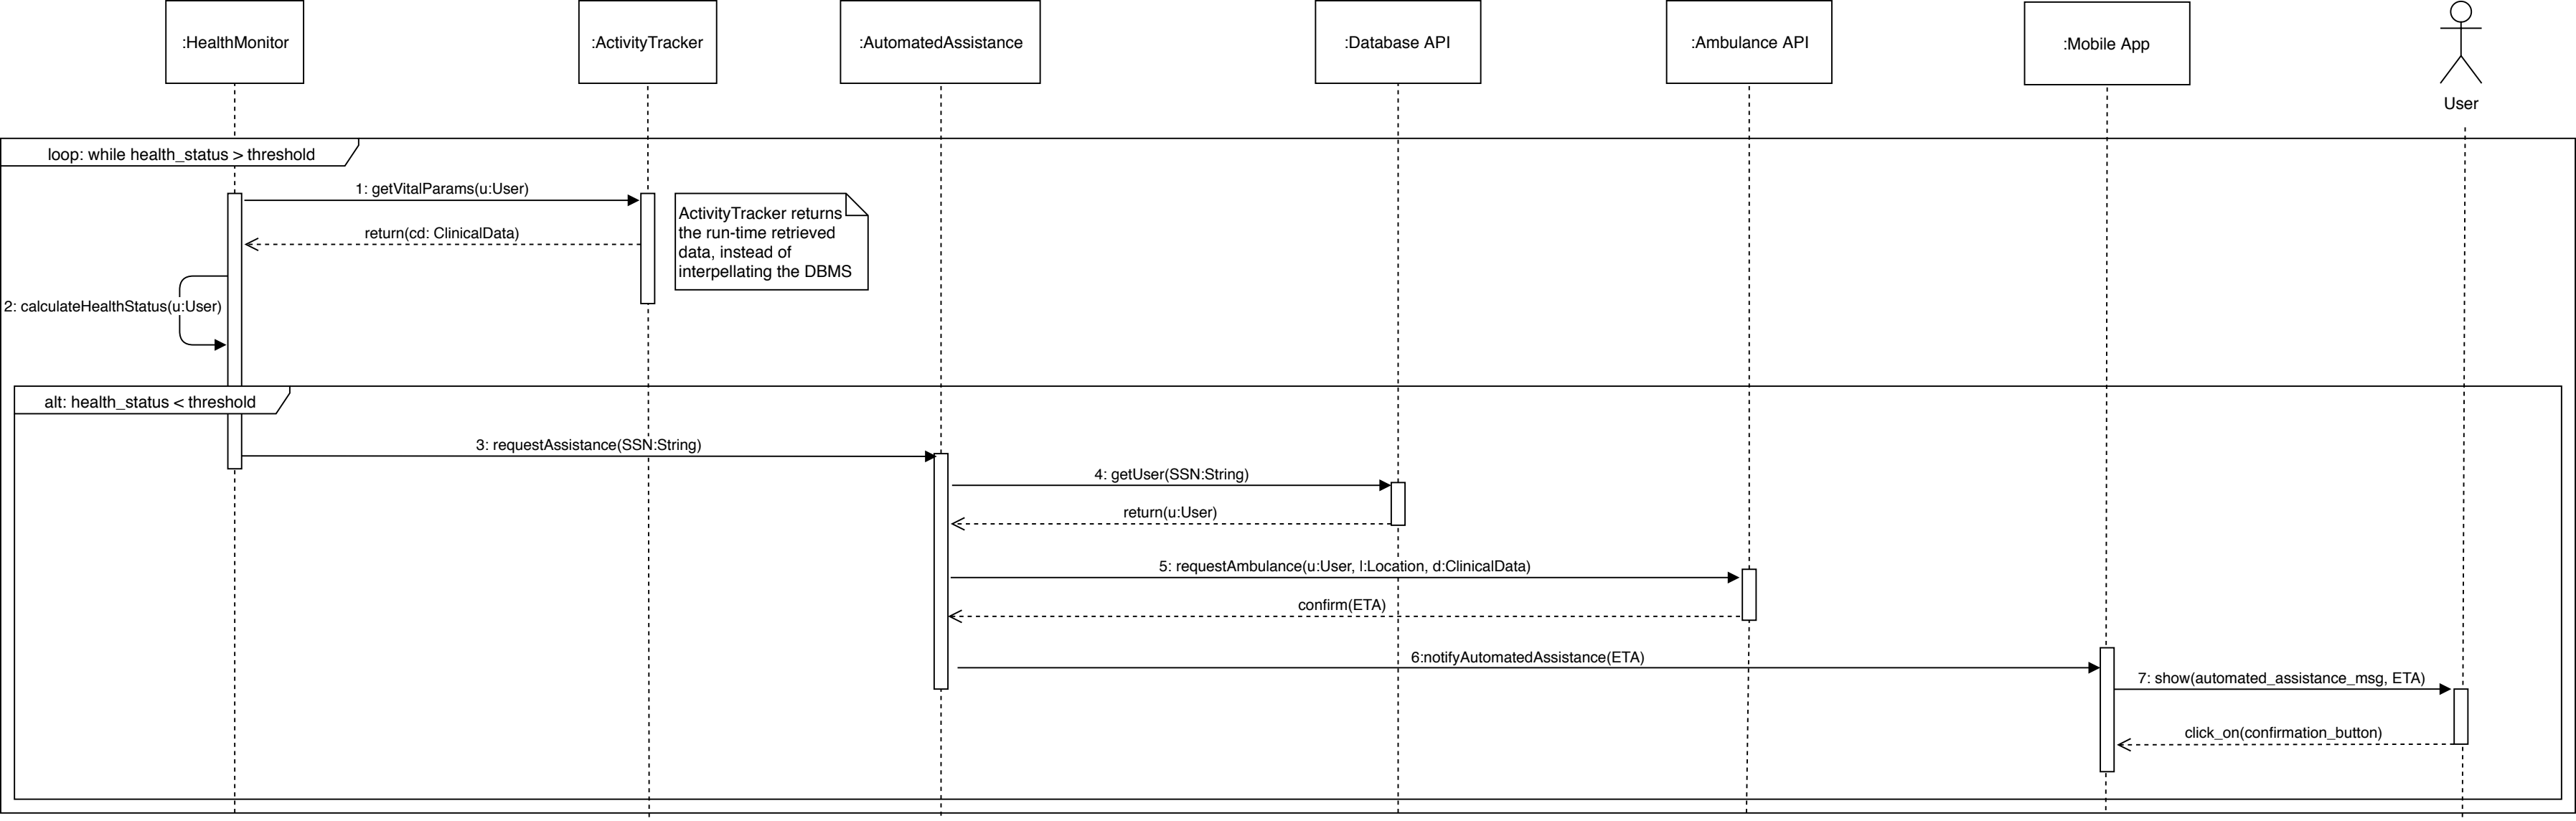 :HealthMonitor
:ActivityTracker
:AutomatedAssistance
:Database API
:Ambulance API
:Mobile App
User
loop: while health_status > threshold
1: getVitalParams(u:User)
ActivityTracker returns
the run-time retrieved
data, instead of
interpellating the DBMS
return(cd: ClinicalData)
2: calculateHealthStatus(u:User)
alt: health_status < threshold
3: requestAssistance(SSN:String)
4: getUser(SSN:String)
return(u:User)
5: requestAmbulance(u:User, l:Location, d:ClinicalData)
confirm(ETA)
6:notifyAutomatedAssistance(ETA)
7: show(automated_assistance_msg, ETA)
click_on(confirmation_button)